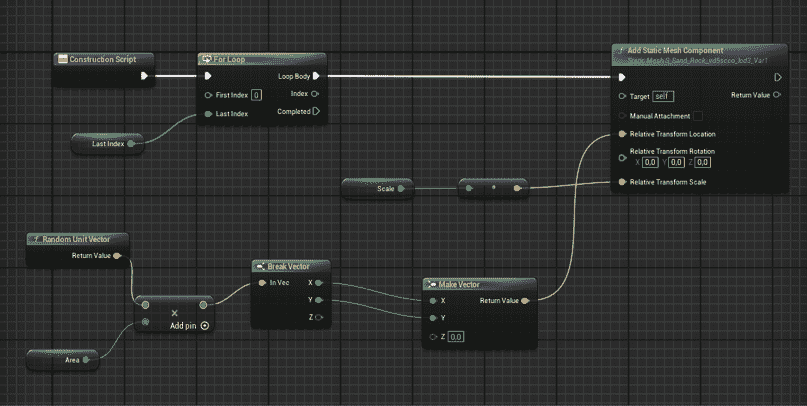 Construction Script
For Loop
Loop Body
First Index 0
Index
Last Index
Completed
Last Index
Add Static Mesh Component
Target self
Return Value
Manual Attachment
Relative Transform Location
Relative Transform Rotation
X 0,0 Y 0,0 Z 0,0
Relative Transform Scale
Scale
Random Unit Vector
Return Value
Add pin
Area
Break Vector
In Vec X
Y
Z
Make Vector
X Return Value
Y
Z 0,0